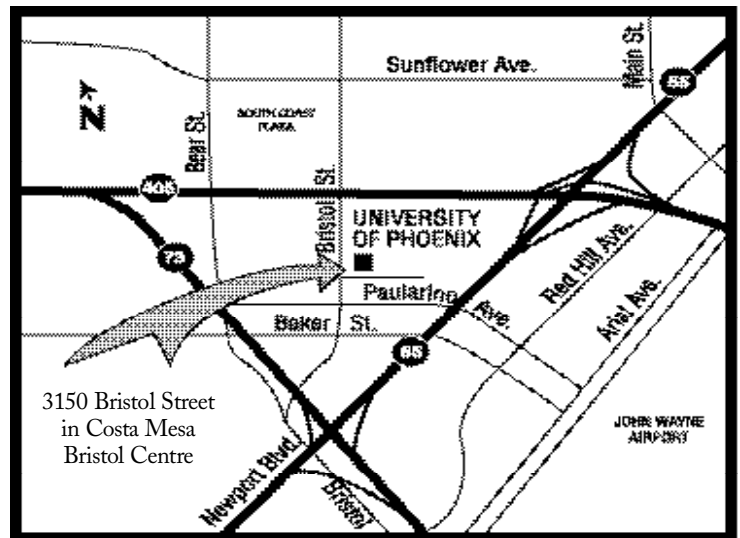 Sunflower Ave.
Main St.
55
Z
SOUTH COAST
PLAZA
Bear St.
405
Bristol St.
UNIVERSITY
OF PHOENIX
73
Red Hill Ave.
Paularino Ave.
Baker St.
55
3150 Bristol Street
in Costa Mesa
Bristol Centre
JOHN WAYNE
AIRPORT
Newport Blvd.
Bristol